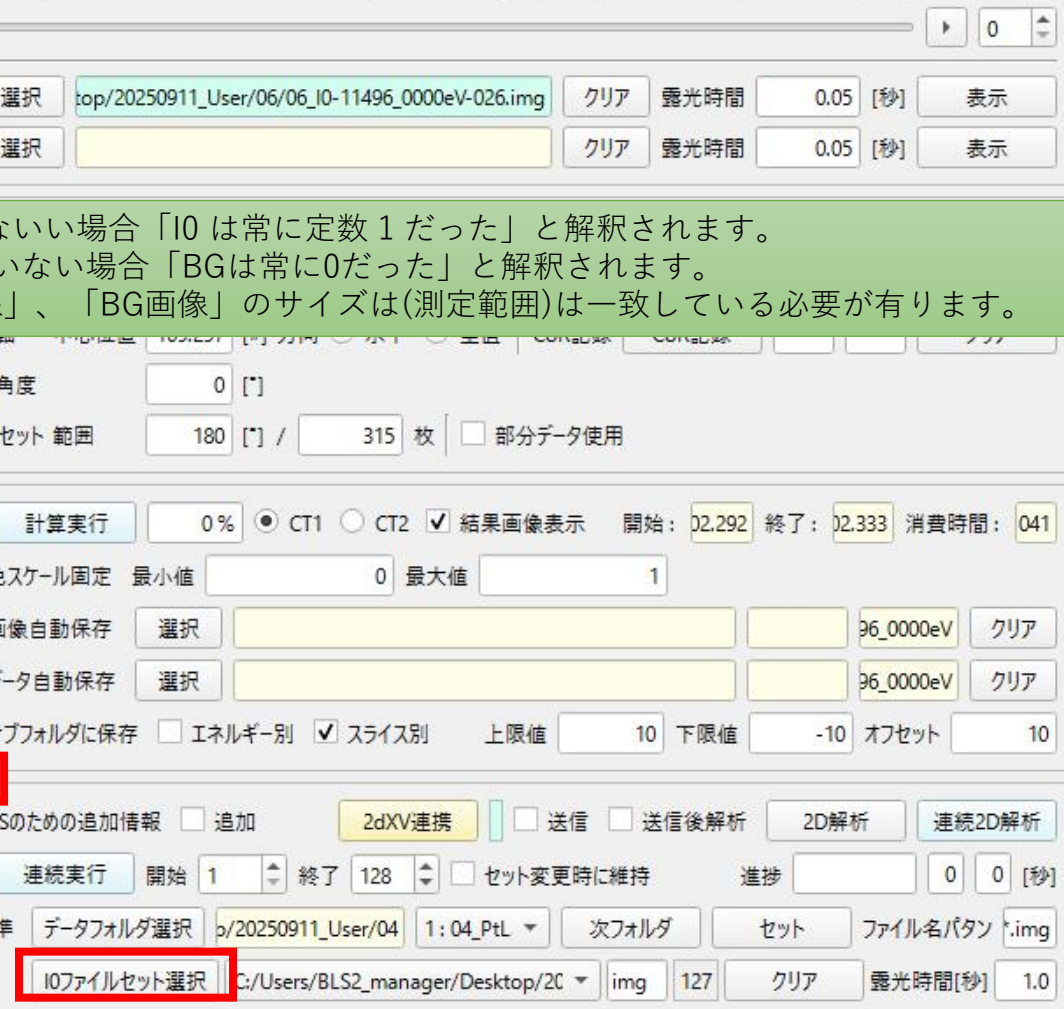 0
選択 top/20250911_User/06/06_I0-11496_0000eV-026.img クリア 露光時間 0.05 [秒] 表示
選択 クリア 露光時間 0.05 [秒] 表示
ないい場合「I0 は常に定数１だった」と解釈されます。
いない場合「BGは常に0だった」と解釈されます。
」、「BG画像」のサイズは(測定範囲)は一致している必要が有ります。
角度 0 [°]
セット 範囲 180 [°] / 315 枚 部分データ使用
計算実行 0% CT1 CT2 結果画像表示 開始: 02.292 終了: 02.333 消費時間: 041
スケール固定 最小値 0 最大値 1
画像自動保存 選択 96_0000eV クリア
データ自動保存 選択 96_0000eV クリア
ブフォルダに保存 エネルギー別 スライス別 上限値 10 下限値 -10 オフセット 10
Sのための追加情報 追加 2dXV連携 送信 送信後解析 2D解析 連続2D解析
連続実行 開始 1 終了 128 セット変更時に維持 進捗 0 0 [秒]
準 データフォルダ選択 p/20250911_User/04 1:04_PtL 次フォルダ セット ファイル名パタン *.img
I0ファイルセット選択 C:/Users/BLS2_manager/Desktop/20 img 127 クリア 露光時間[秒] 1.0